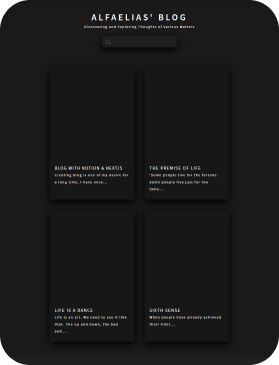 ALFAELIAS' BLOG
Discovering and Exploring Thoughts of Various Matters
BLOG WITH NOTION & NEXTJS
Creating blog is one of my desire for
a long time, I have once...
THE PREMISE OF LIFE
"Some people live for the fortune.
Some people live just for the
fame....
LIFE IS A DANCE
Life is an art. We need to see it like
that. The up and down, the bad
and...
SIXTH SENSE
When people have already achieved
their limit...